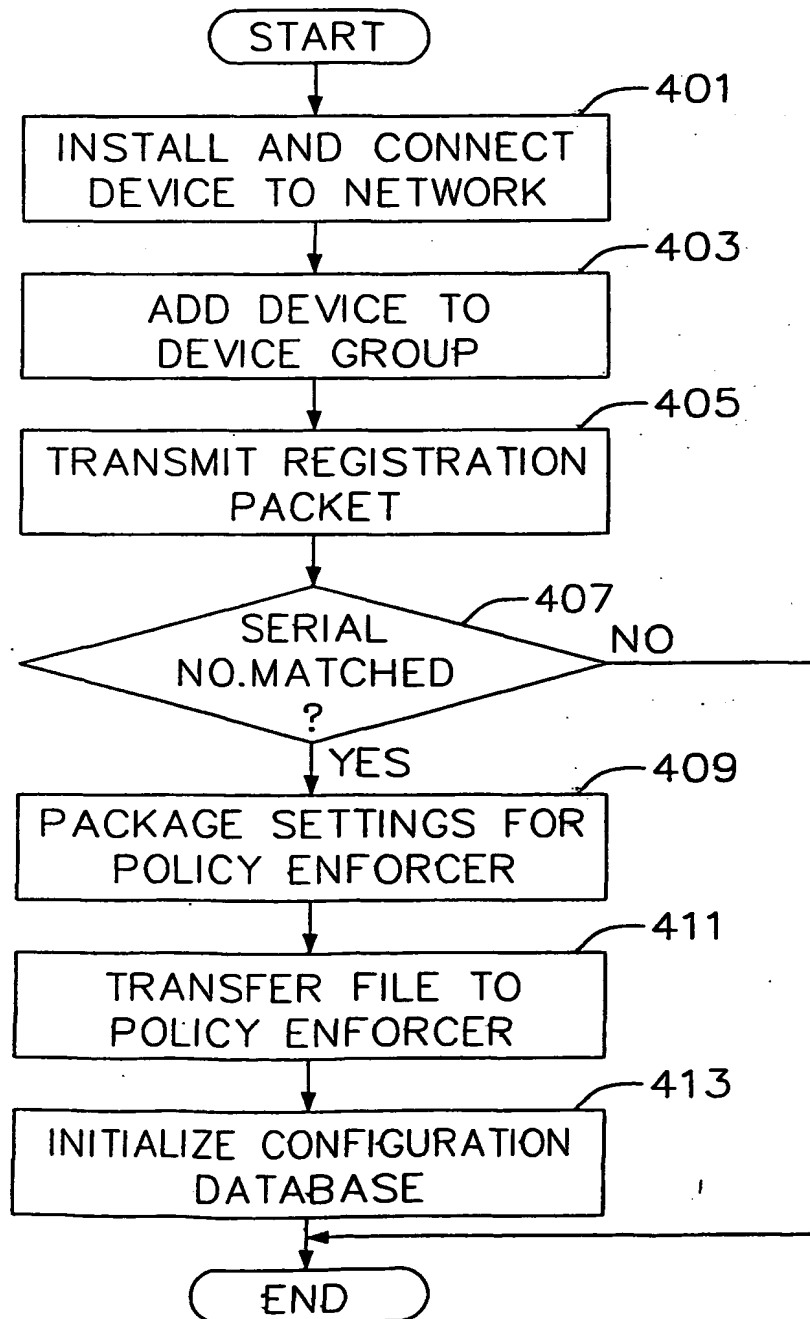 START
401
INSTALL AND CONNECT
DEVICE TO NETWORK
403
ADD DEVICE TO
DEVICE GROUP
405
TRANSMIT REGISTRATION
PACKET
407
SERIAL
NO.MATCHED
?
NO
YES
409
PACKAGE SETTINGS FOR
POLICY ENFORCER
411
TRANSFER FILE TO
POLICY ENFORCER
413
INITIALIZE CONFIGURATION
DATABASE
END